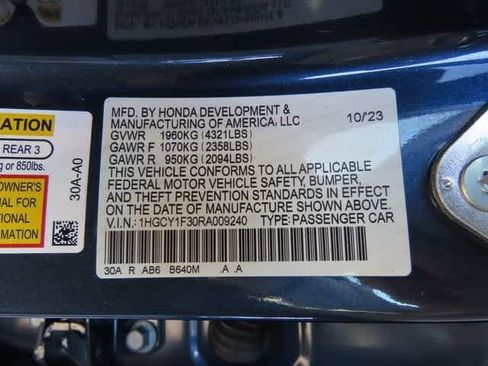 MFD. BY HONDA DEVELOPMENT &
MANUFACTURING OF AMERICA, LLC 10/23
GVWR 1960KG (4321LBS)
GAWR F 1070KG (2358LBS)
GAWR R 950KG (2094LBS)
THIS VEHICLE CONFORMS TO ALL APPLICABLE
FEDERAL MOTOR VEHICLE SAFETY, BUMPER,
AND THEFT PREVENTION STANDARDS IN EFFECT
ON THE DATE OF MANUFACTURE SHOWN ABOVE.
V.I.N.: 1HGCY1F30RA009240 TYPE: PASSENGER CAR
30A R AB6 B640M .A .A
MATION
REAR 3
g or 850lbs.
OWNER'S
UAL FOR
TIONAL
MATION
30A-A0